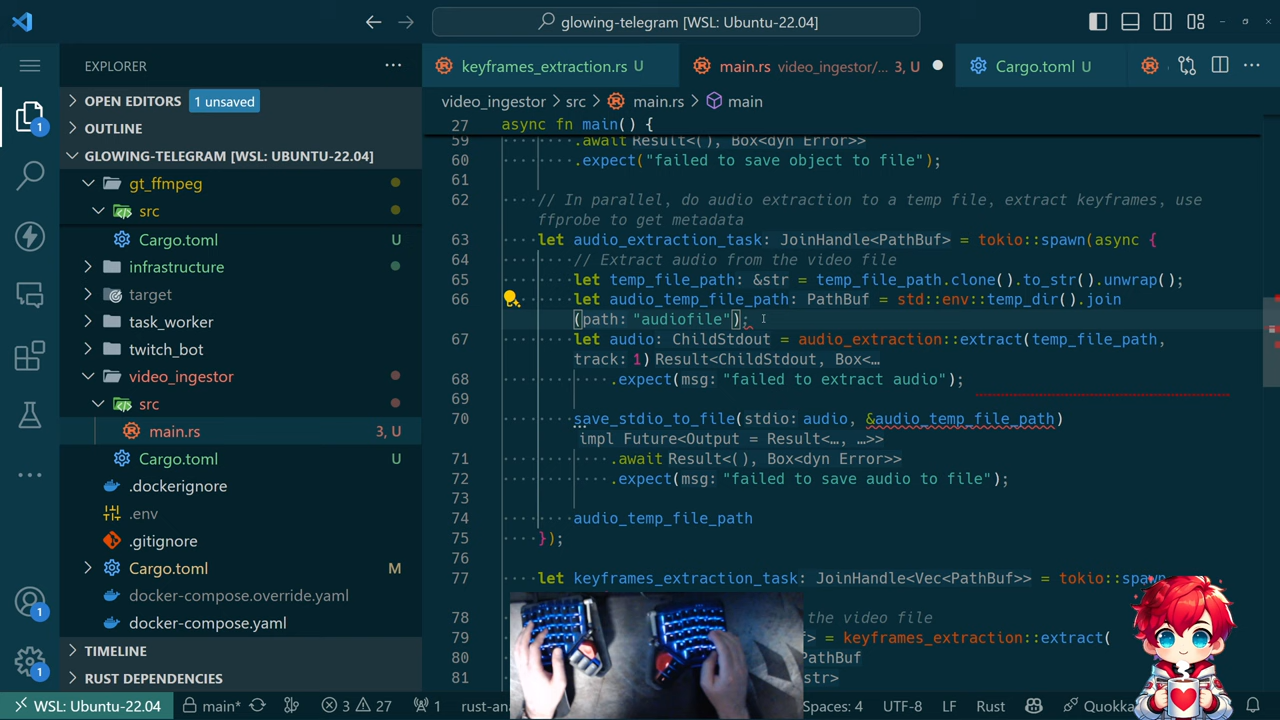 glowing-telegram [WSL: Ubuntu-22.04]
EXPLORER
OPEN EDITORS 1 unsaved
OUTLINE
GLOWING-TELEGRAM [WSL: UBUNTU-22.04]
gt_ffmpeg
src
Cargo.toml U
infrastructure
target
task_worker
twitch_bot
video_ingestor
src
main.rs 3, U
Cargo.toml U
.dockerignore
.env
.gitignore
Cargo.toml M
docker-compose.override.yaml
docker-compose.yaml
TIMELINE
RUST DEPENDENCIES
keyframes_extraction.rs U
main.rs video_ingestor/... 3, U
Cargo.toml U
video_ingestor > src > main.rs > main
27 async fn main() {
59 .await Result<(), Box<dyn Error>>
60 .expect("failed to save object to file");
61
62 // In parallel, do audio extraction to a temp file, extract keyframes, use
ffprobe to get metadata
63 let audio_extraction_task: JoinHandle<PathBuf> = tokio::spawn(async {
64 // Extract audio from the video file
65 let temp_file_path: &str = temp_file_path.clone().to_str().unwrap();
66 let audio_temp_file_path: PathBuf = std::env::temp_dir().join
(path: "audiofile");
67 let audio: ChildStdout = audio_extraction::extract(temp_file_path,
track: 1) Result<ChildStdout, Box<…
68 .expect(msg: "failed to extract audio");
69
70 save_stdio_to_file(stdio: audio, &audio_temp_file_path)
impl Future<Output = Result<…, …>>
71 .await Result<(), Box<dyn Error>>
72 .expect(msg: "failed to save audio to file");
73
74 audio_temp_file_path
75 });
76
77 let keyframes_extraction_task: JoinHandle<Vec<PathBuf>> = tokio::spawn
78 the video file
79 > = keyframes_extraction::extract(
80 PathBuf
81 str>
1
1
WSL: Ubuntu-22.04 main* 3 27 1 rust-an
Spaces: 4 UTF-8 LF Rust Quokka